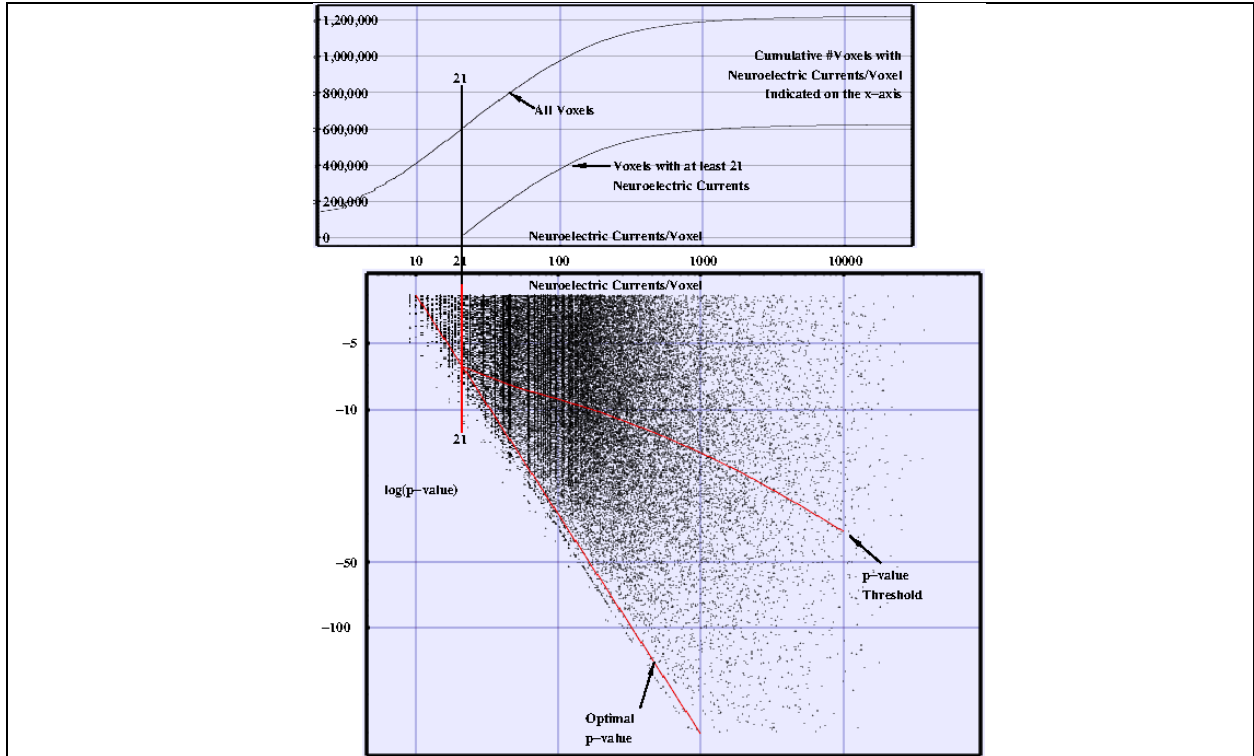 1,200,000
1,000,000
800,000
600,000
400,000
200,000
0
21
All Voxels
Cumulative #Voxels with
Neuroelectric Currents/Voxel
Indicated on the x-axis
Voxels with at least 21
Neuroelectric Currents
Neuroelectric Currents/Voxel
10 21 100 1000 10000
Neuroelectric Currents/Voxel
-5
-10
21
log(p-value)
-50
p-value
Threshold
-100
Optimal
p-value